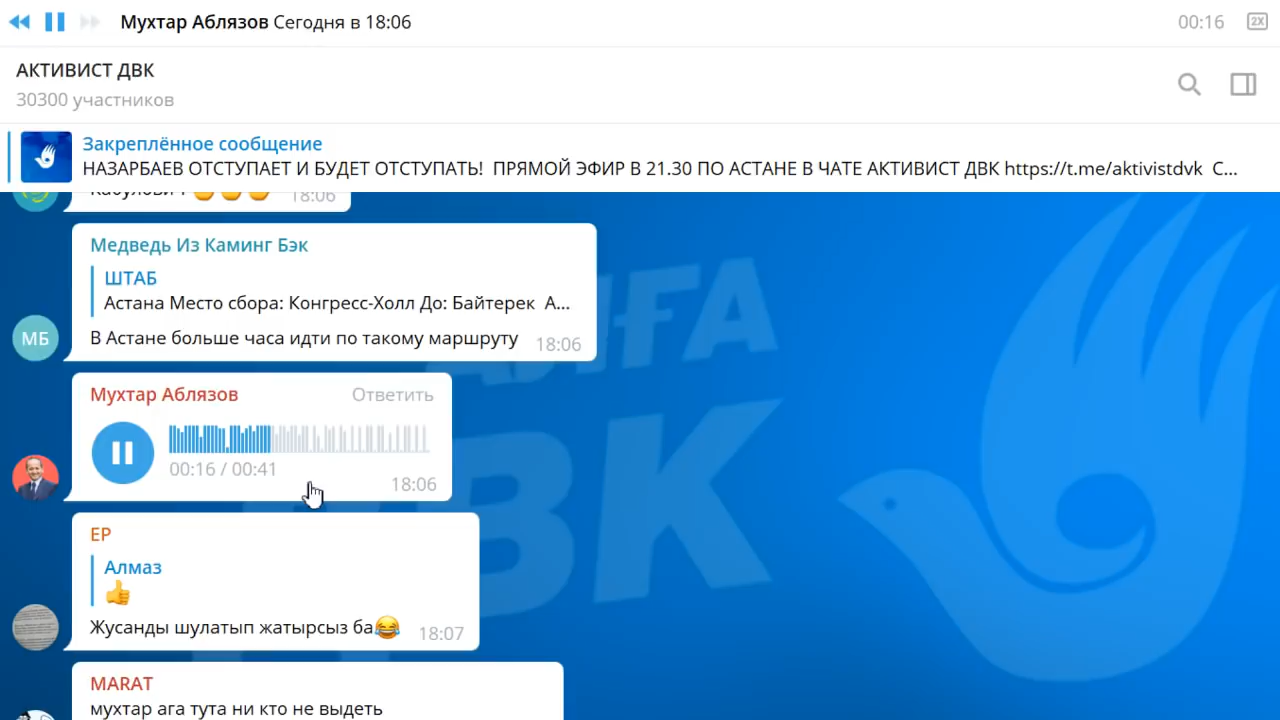 Мухтар Аблязов Сегодня в 18:06
00:16
2X
АКТИВИСТ ДВК
30300 участников
Закреплённое сообщение
НАЗАРБАЕВ ОТСТУПАЕТ И БУДЕТ ОТСТУПАТЬ! ПРЯМОЙ ЭФИР В 21.30 ПО АСТАНЕ В ЧАТЕ АКТИВИСТ ДВК https://t.me/aktivistdvk С...
18:06
Медведь Из Каминг Бэк
ШТАБ
Астана Место сбора: Конгресс-Холл До: Байтерек А...
МБ
В Астане больше часа идти по такому маршруту
18:06
Мухтар Аблязов
Ответить
00:16 / 00:41
18:06
ЕР
Алмаз
👍
Жусанды шулатып жатырсыз ба😂
18:07
MARAT
мухтар ага тута ни кто не выдеть
ДВК